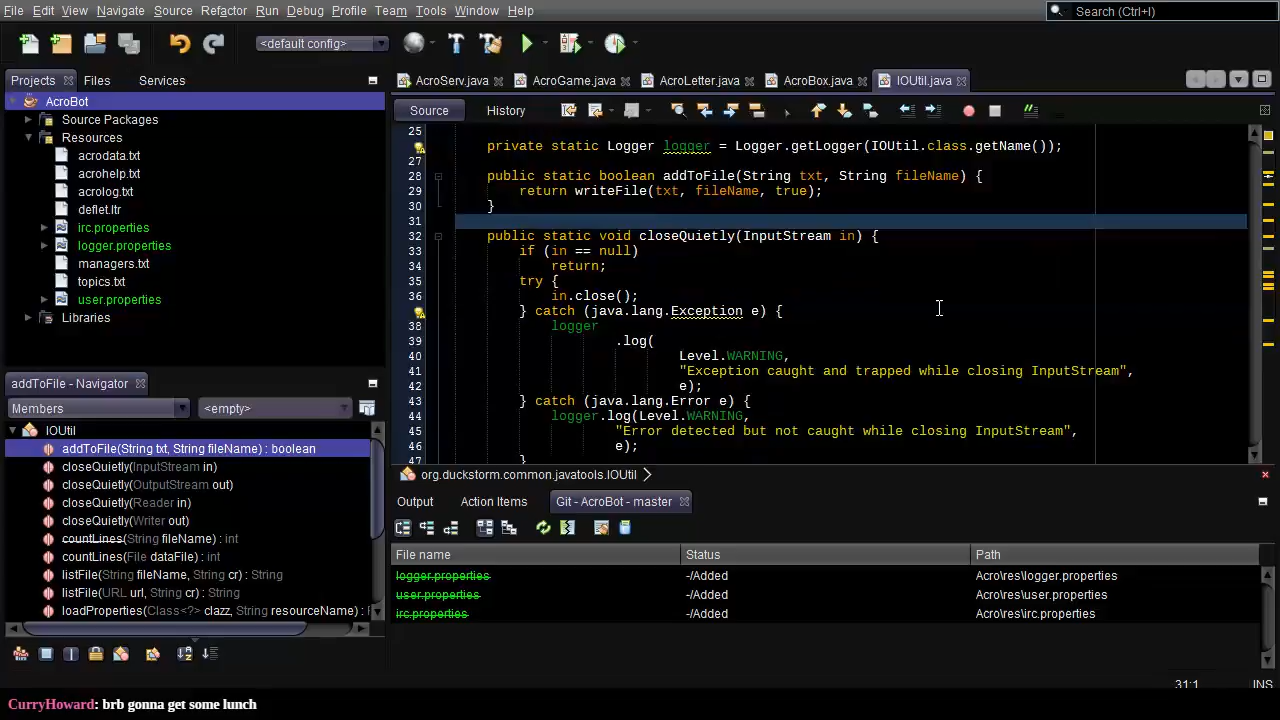 File Edit View Navigate Source Refactor Run Debug Profile Team Tools Window Help
Search (Ctrl+I)
<default config>
Projects Files Services
AcroBot
Source Packages
Resources
acrodata.txt
acrohelp.txt
acrolog.txt
deflet.ltr
irc.properties
logger.properties
managers.txt
topics.txt
user.properties
Libraries
addToFile - Navigator
Members <empty>
IOUtil
addToFile(String txt, String fileName) : boolean
closeQuietly(InputStream in)
closeQuietly(OutputStream out)
closeQuietly(Reader in)
closeQuietly(Writer out)
countLines(String fileName) : int
countLines(File dataFile) : int
listFile(String fileName, String cr) : String
listFile(URL url, String cr) : String
loadProperties(Class<?> clazz, String resourceName) :
AcroServ.java AcroGame.java AcroLetter.java AcroBox.java IOUtil.java
Source History
25
private static Logger logger = Logger.getLogger(IOUtil.class.getName());
27
28 public static boolean addToFile(String txt, String fileName) {
29 return writeFile(txt, fileName, true);
30 }
31
32 public static void closeQuietly(InputStream in) {
33 if (in == null)
34 return;
35 try {
36 in.close();
} catch (java.lang.Exception e) {
38 logger
39 .log(
40 Level.WARNING,
41 "Exception caught and trapped while closing InputStream",
42 e);
43 } catch (java.lang.Error e) {
44 logger.log(Level.WARNING,
45 "Error detected but not caught while closing InputStream",
46 e);
47 }
org.duckstorm.common.javatools.IOUtil
Output Action Items Git - AcroBot - master
File name Status Path
logger.properties -/Added Acro\res\logger.properties
user.properties -/Added Acro\res\user.properties
irc.properties -/Added Acro\res\irc.properties
31:1 INS
CurryHoward: brb gonna get some lunch